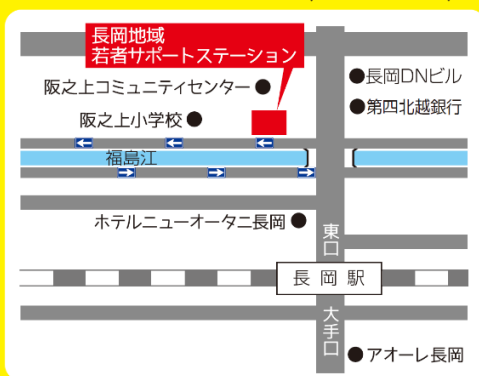 長岡地域
若者サポートステーション
阪之上コミュニティセンター
長岡DNビル
阪之上小学校
第四北越銀行
福島江
ホテルニューオータニ長岡
東口
長岡駅
大手口
アオーレ長岡